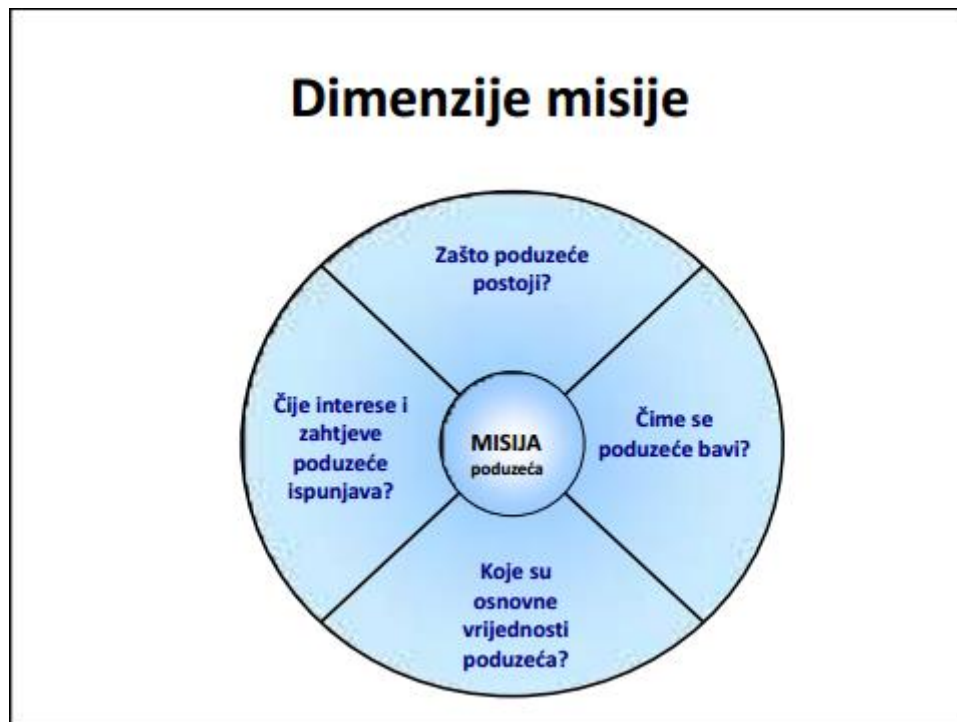 Dimenzije misije
Zašto poduzeće
postoji?
Čije interese i
zahtjeve
poduzeće
ispunjava?
MISIJA
poduzeća
Čime se
poduzeće bavi?
Koje su
osnovne
vrijednosti
poduzeća?